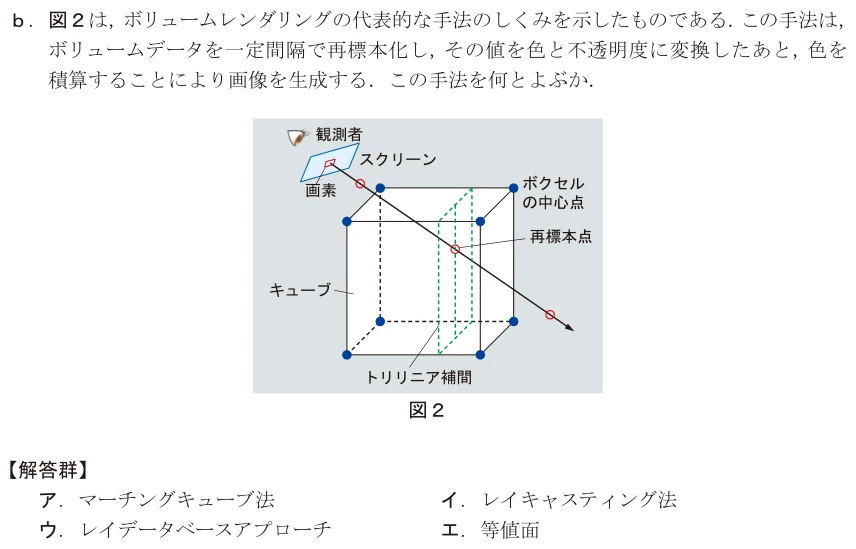 b．図2は，ボリュームレンダリングの代表的な手法のしくみを示したものである．この手法は，
ボリュームデータを一定間隔で再標本化し，その値を色と不透明度に変換したあと，色を
積算することにより画像を生成する．この手法を何とよぶか．
観測者
スクリーン
画素
ボクセル
の中心点
再標本点
キューブ
トリリニア補間
図2
【解答群】
ア．マーチングキューブ法
イ．レイキャスティング法
ウ．レイデータベースアプローチ
エ．等値面